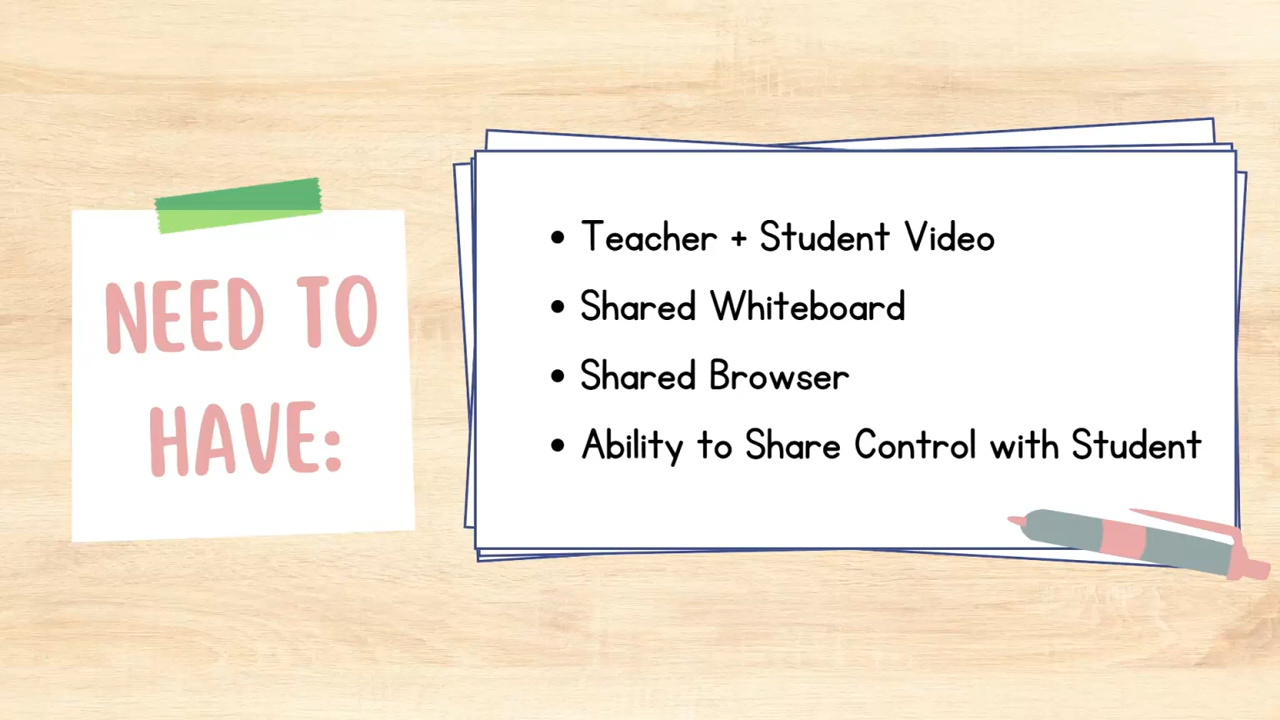 NEED TO
HAVE:
• Teacher + Student Video
• Shared Whiteboard
• Shared Browser
• Ability to Share Control with Student